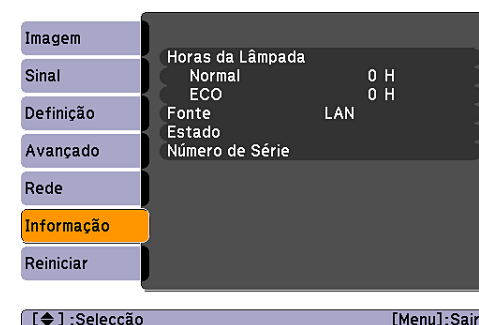 Imagem
Sinal
Definição
Avançado
Rede
Informação
Reiniciar
Horas da Lâmpada
Normal 0 H
ECO 0 H
Fonte LAN
Estado
Número de Série
[◆] :Selecção [Menu]:Sair